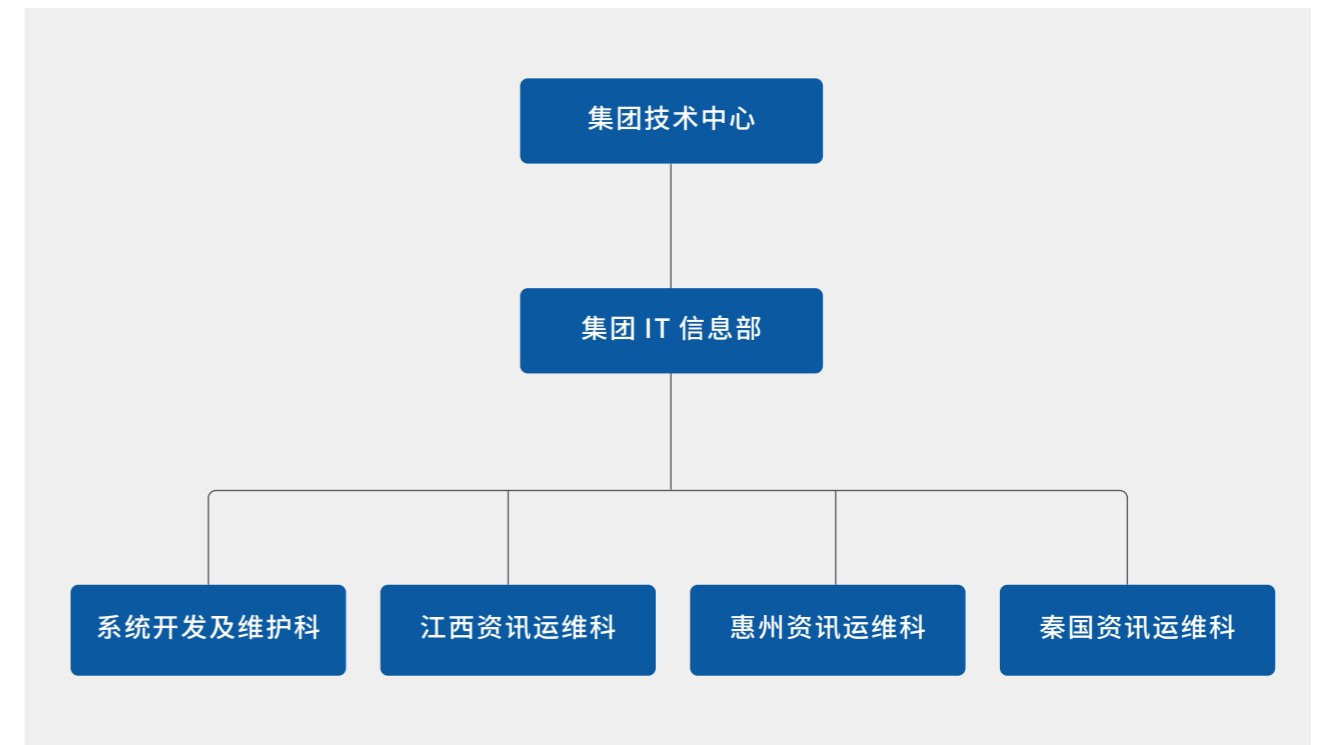 集团技术中心
集团 IT 信息部
系统开发及维护科
江西资讯运维科
惠州资讯运维科
秦国资讯运维科